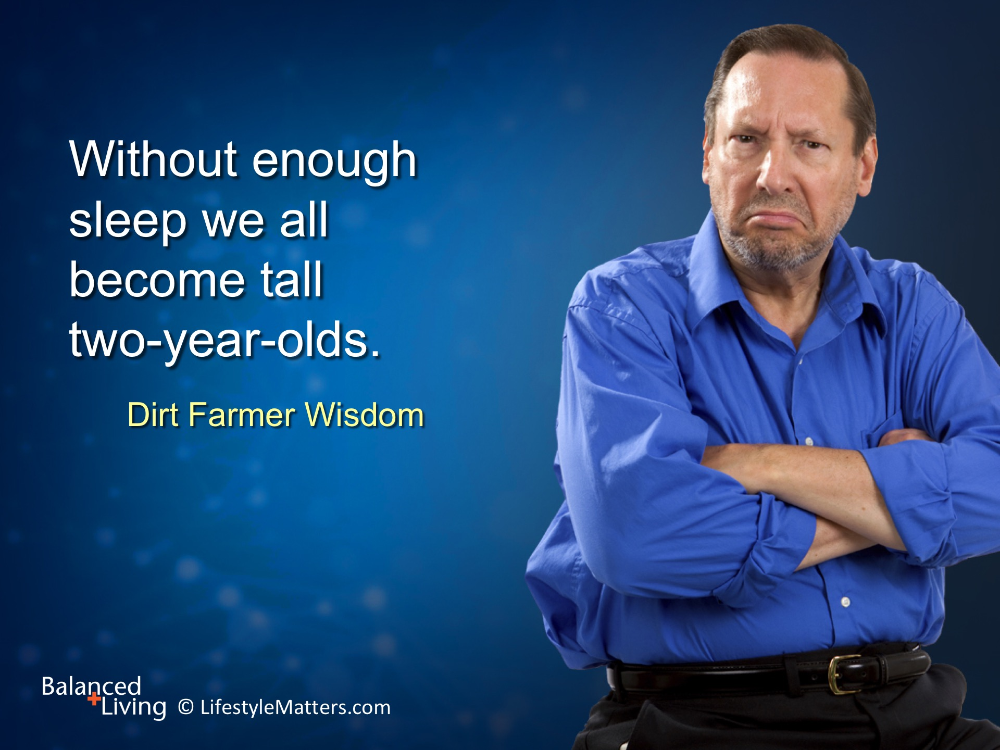 Without enough
sleep we all
become tall
two-year-olds.
Dirt Farmer Wisdom
Balanced
+Living © LifestyleMatters.com